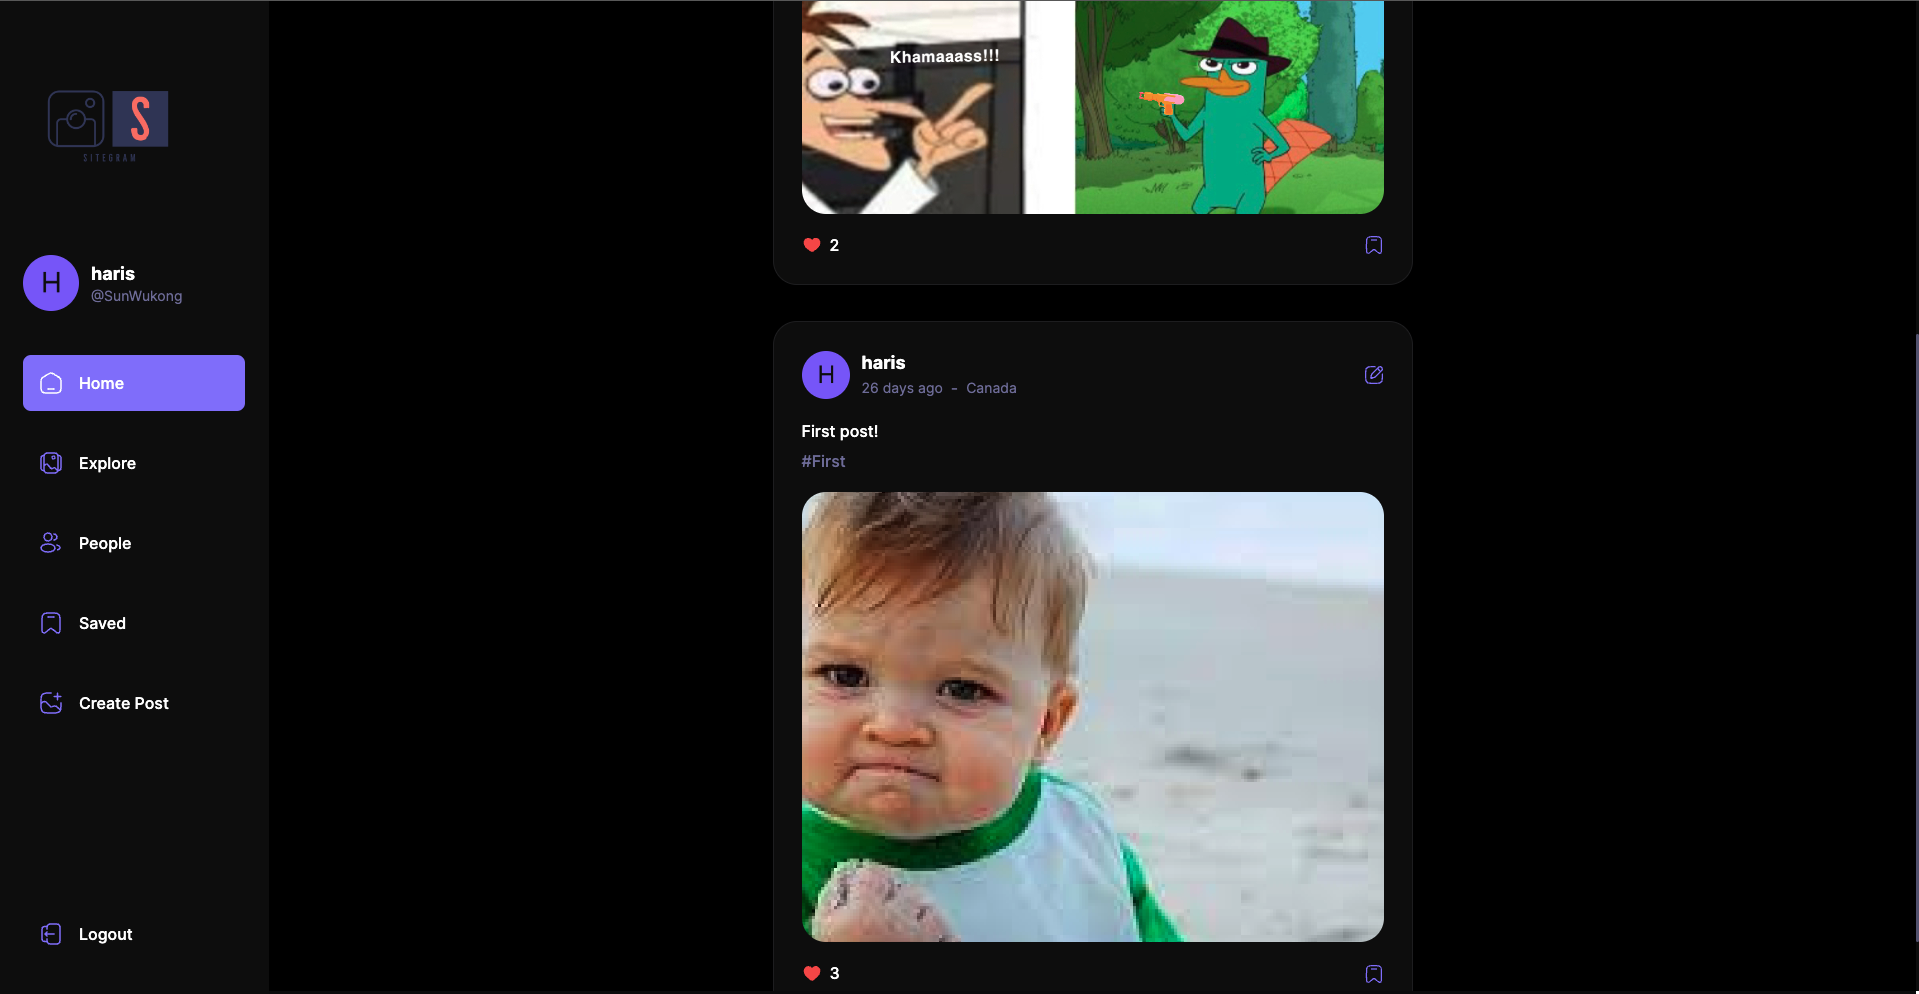 S
SITEGRAM
H
haris
@SunWukong
Home
Explore
People
Saved
Create Post
Logout
Khamaaass!!!
2
H
haris
26 days ago - Canada
First post!
#First
3